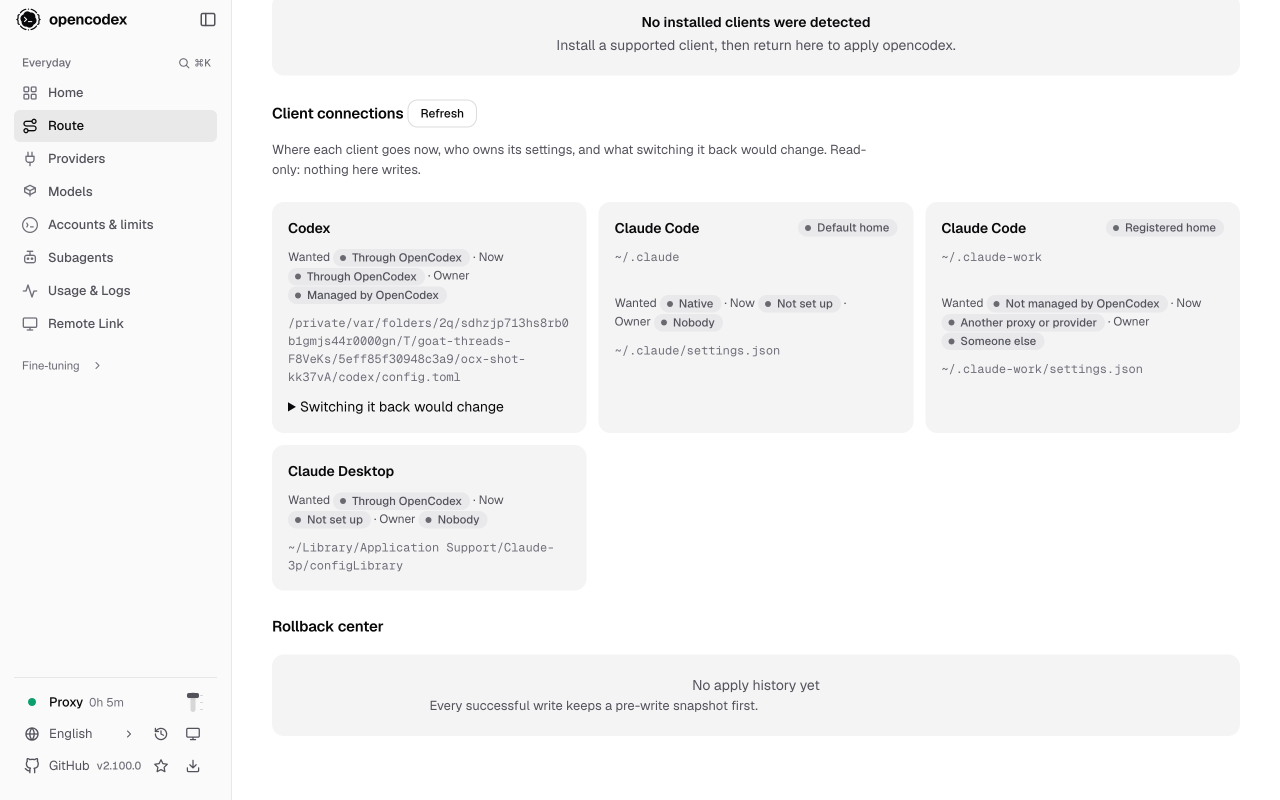 opencodex
Everyday
⌘K
Home
Route
Providers
Models
Accounts & limits
Subagents
Usage & Logs
Remote Link
Fine-tuning
Proxy 0h 5m
English
GitHub v2.100.0
No installed clients were detected
Install a supported client, then return here to apply opencodex.
Client connections Refresh
Where each client goes now, who owns its settings, and what switching it back would change. Read-
only: nothing here writes.
Codex
Wanted Through OpenCodex · Now
Through OpenCodex · Owner
Managed by OpenCodex
/private/var/folders/2q/sdhzjp713hs8rb0
b1gmjs44r0000gn/T/goat-threads-
F8VeKs/5eff85f30948c3a9/ocx-shot-
kk37vA/codex/config.toml
Switching it back would change
Claude Code Default home
~/.claude
Wanted Native · Now Not set up ·
Owner Nobody
~/.claude/settings.json
Claude Code Registered home
~/.claude-work
Wanted Not managed by OpenCodex · Now
Another proxy or provider · Owner
Someone else
~/.claude-work/settings.json
Claude Desktop
Wanted Through OpenCodex · Now
Not set up · Owner Nobody
~/Library/Application Support/Claude-
3p/configLibrary
Rollback center
No apply history yet
Every successful write keeps a pre-write snapshot first.